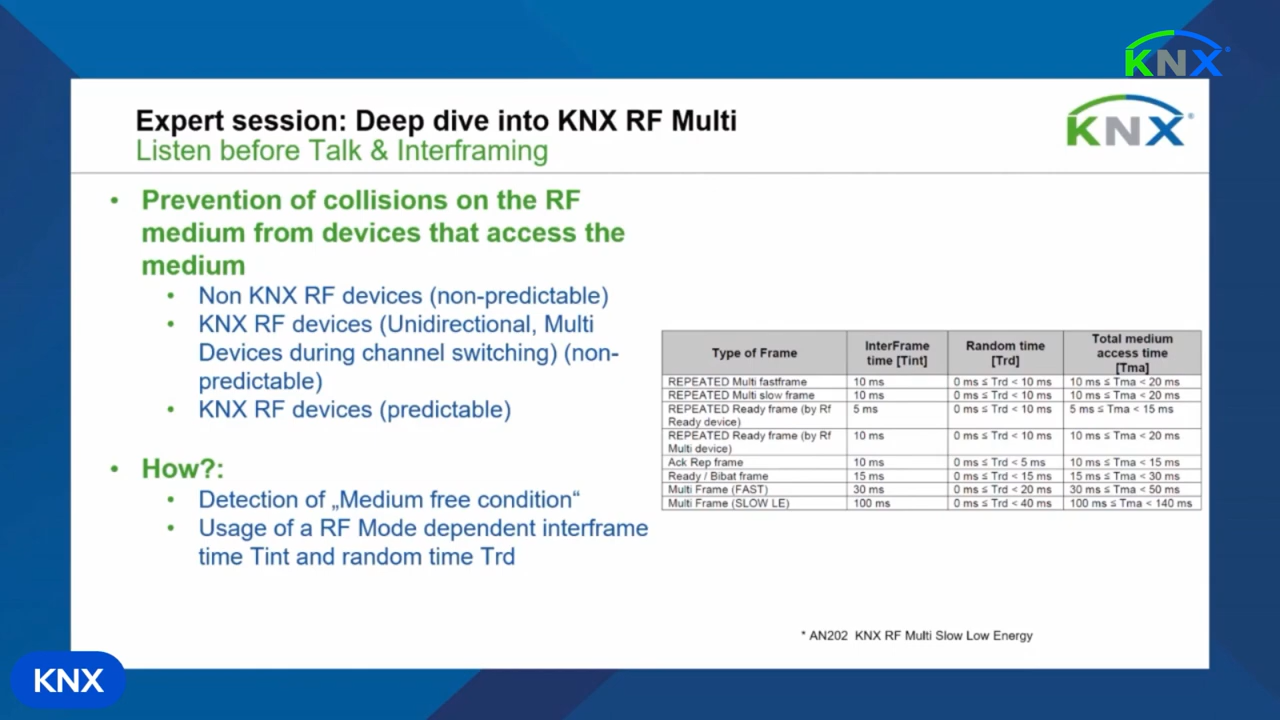 KNX
Expert session: Deep dive into KNX RF Multi
KNX®
Listen before Talk & Interframing
• Prevention of collisions on the RF
medium from devices that access the
medium
• Non KNX RF devices (non-predictable)
• KNX RF devices (Unidirectional, Multi
Devices during channel switching) (non-
predictable)
• KNX RF devices (predictable)
• How?:
• Detection of „Medium free condition“
• Usage of a RF Mode dependent interframe
time Tint and random time Trd
Type of Frame InterFrame time [Tint] Random time [Trd] Total medium access time [Tma]
REPEATED Multi fastframe 10 ms 0 ms ≤ Trd < 10 ms 10 ms ≤ Tma < 20 ms
REPEATED Multi slow frame 10 ms 0 ms ≤ Trd < 10 ms 10 ms ≤ Tma < 20 ms
REPEATED Ready frame (by Rf 5 ms 0 ms ≤ Trd < 10 ms 5 ms ≤ Tma < 15 ms
Ready device)
REPEATED Ready frame (by Rf 10 ms 0 ms ≤ Trd < 10 ms 10 ms ≤ Tma < 20 ms
Multi device)
Ack Rep frame 10 ms 0 ms ≤ Trd < 5 ms 10 ms ≤ Tma < 15 ms
Ready / Bibat frame 15 ms 0 ms ≤ Trd < 15 ms 15 ms ≤ Tma < 30 ms
Multi Frame (FAST) 30 ms 0 ms ≤ Trd < 20 ms 30 ms ≤ Tma < 50 ms
Multi Frame (SLOW LE) 100 ms 0 ms ≤ Trd < 40 ms 100 ms ≤ Tma < 140 ms
* AN202 KNX RF Multi Slow Low Energy
KNX